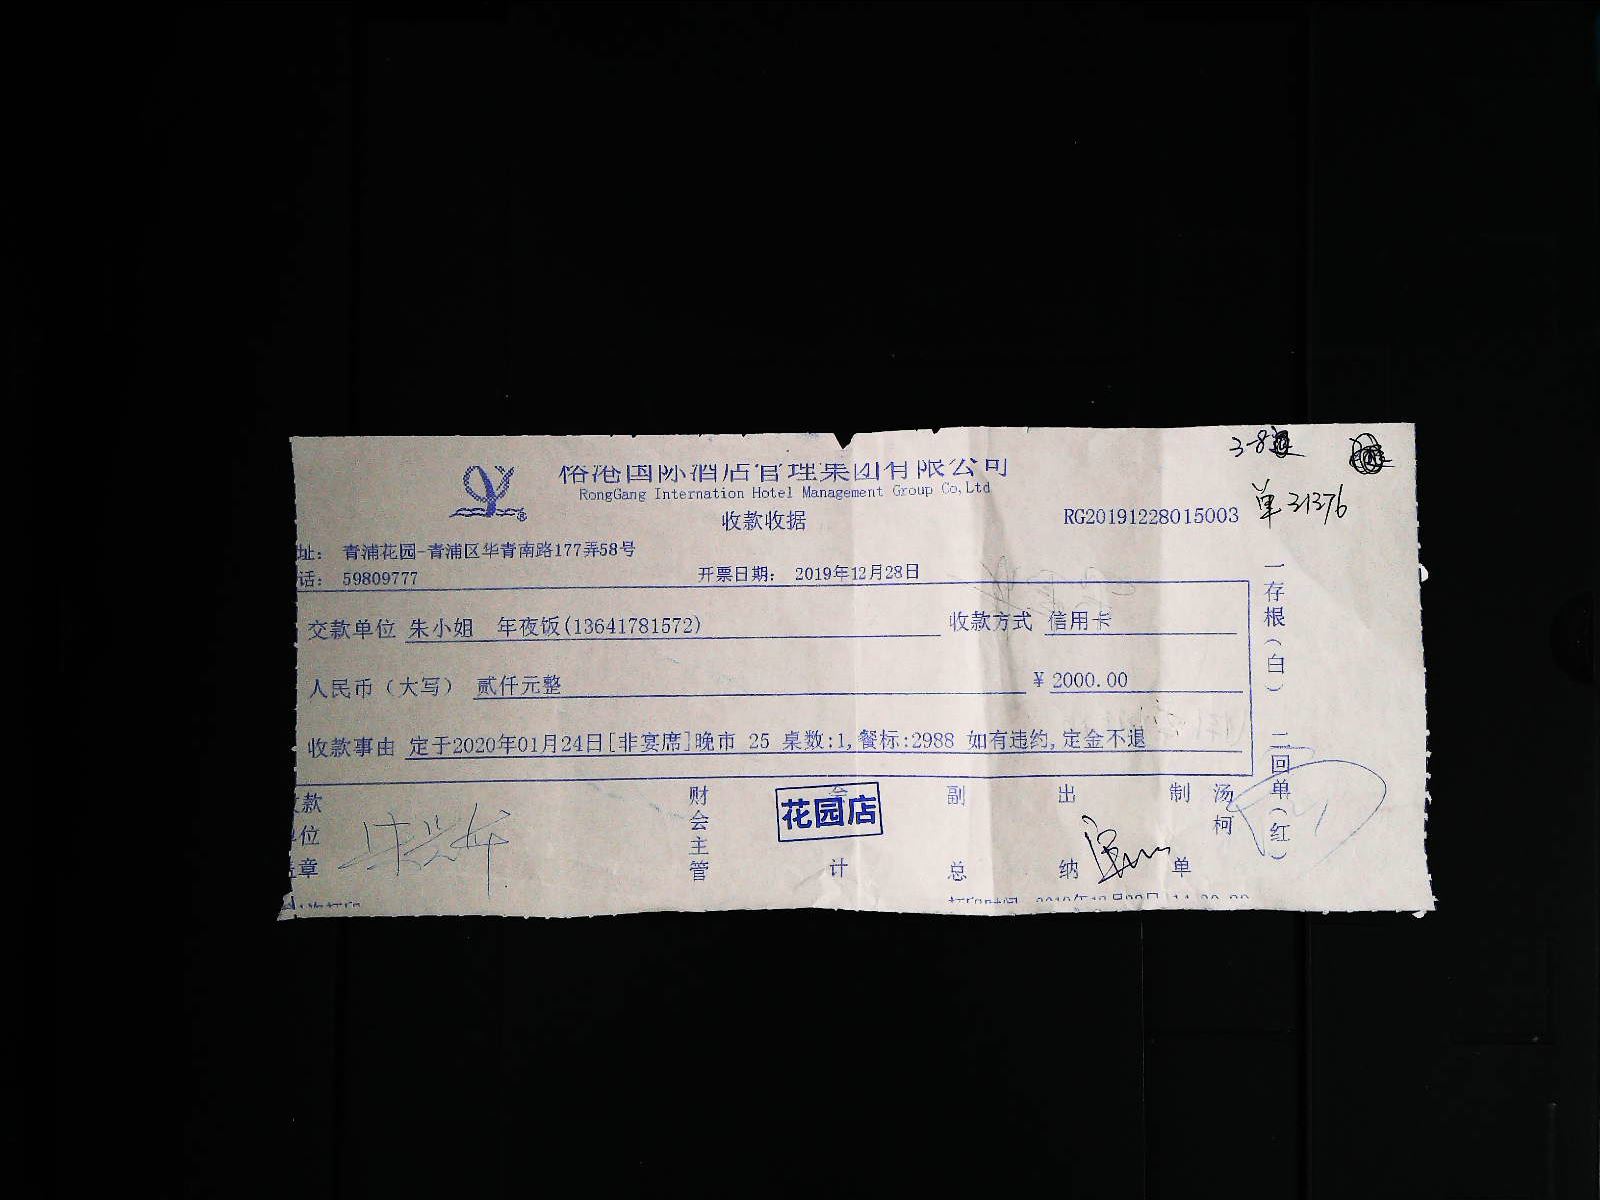 3-8
俗港国际酒店管理集团有限公司
RongGang Internation Hotel Management Group Co,Ltd
收款收据
RG20191228015003
单 31376
址： 青浦花园-青浦区华青南路177弄58号
话： 59809777
开票日期： 2019年12月28日
交款单位 朱小姐 年夜饭(13641781572)
收款方式 信用卡
人民币（大写） 贰仟元整
¥ 2000.00
收款事由 定于2020年01月24日[非宴席]晚市 25 桌数:1,餐标:2988 如有违约,定金不退
款位章
财会主管
会计
花园店
副总
出纳
制单
汤柯
一存根（白） 二回单（红）